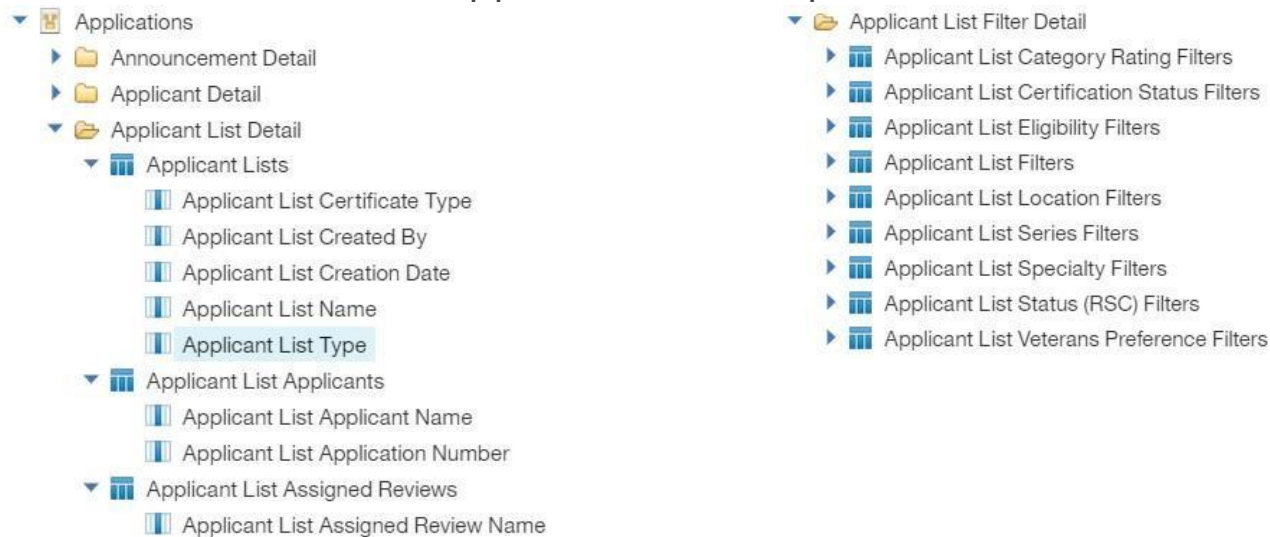 Applications
Announcement Detail
Applicant Detail
Applicant List Detail
Applicant Lists
Applicant List Certificate Type
Applicant List Created By
Applicant List Creation Date
Applicant List Name
Applicant List Type
Applicant List Applicants
Applicant List Applicant Name
Applicant List Application Number
Applicant List Assigned Reviews
Applicant List Assigned Review Name
Applicant List Filter Detail
Applicant List Category Rating Filters
Applicant List Certification Status Filters
Applicant List Eligibility Filters
Applicant List Filters
Applicant List Location Filters
Applicant List Series Filters
Applicant List Specialty Filters
Applicant List Status (RSC) Filters
Applicant List Veterans Preference Filters